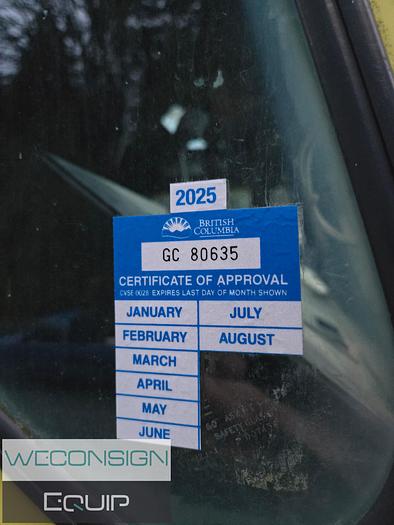 2025
BRITISH
COLUMBIA
GC 80635
CERTIFICATE OF APPROVAL
CVSE 0028 EXPIRES LAST DAY OF MONTH SHOWN
JANUARY JULY
FEBRUARY AUGUST
MARCH
APRIL
MAY
JUNE
SAFETY
WECONSIGN
EQUIP